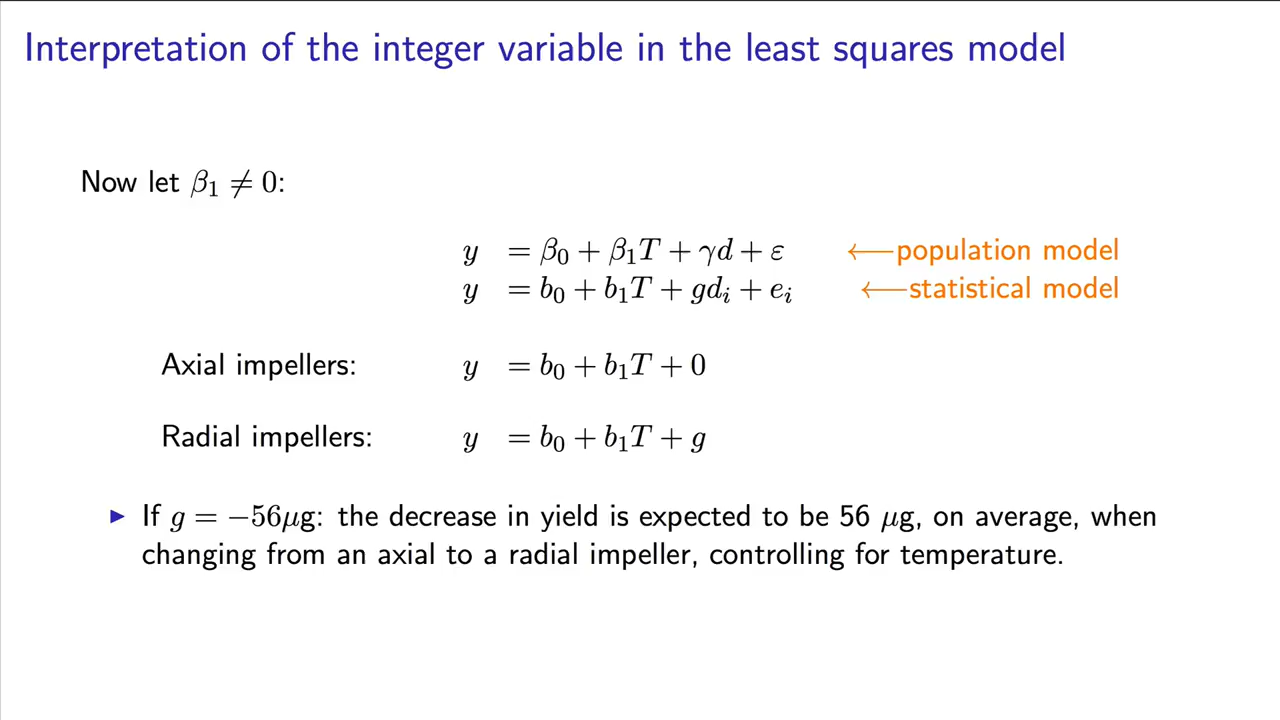 Interpretation of the integer variable in the least squares model
Now let β₁ ≠ 0:
y = β₀ + β₁T + γd + ε ←—population model
y = b₀ + b₁T + gdᵢ + eᵢ ←—statistical model
Axial impellers: y = b₀ + b₁T + 0
Radial impellers: y = b₀ + b₁T + g
▶ If g = −56μg: the decrease in yield is expected to be 56 μg, on average, when
changing from an axial to a radial impeller, controlling for temperature.